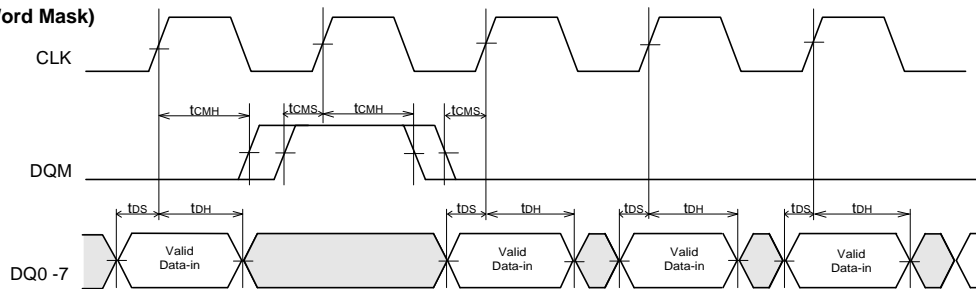 ord Mask)
CLK
tCMH tCMS tCMH tCMS
DQM
tDS tDH tDS tDH tDS tDH tDS tDH
Valid Data-in Valid Data-in Valid Data-in Valid Data-in
DQ0 -7